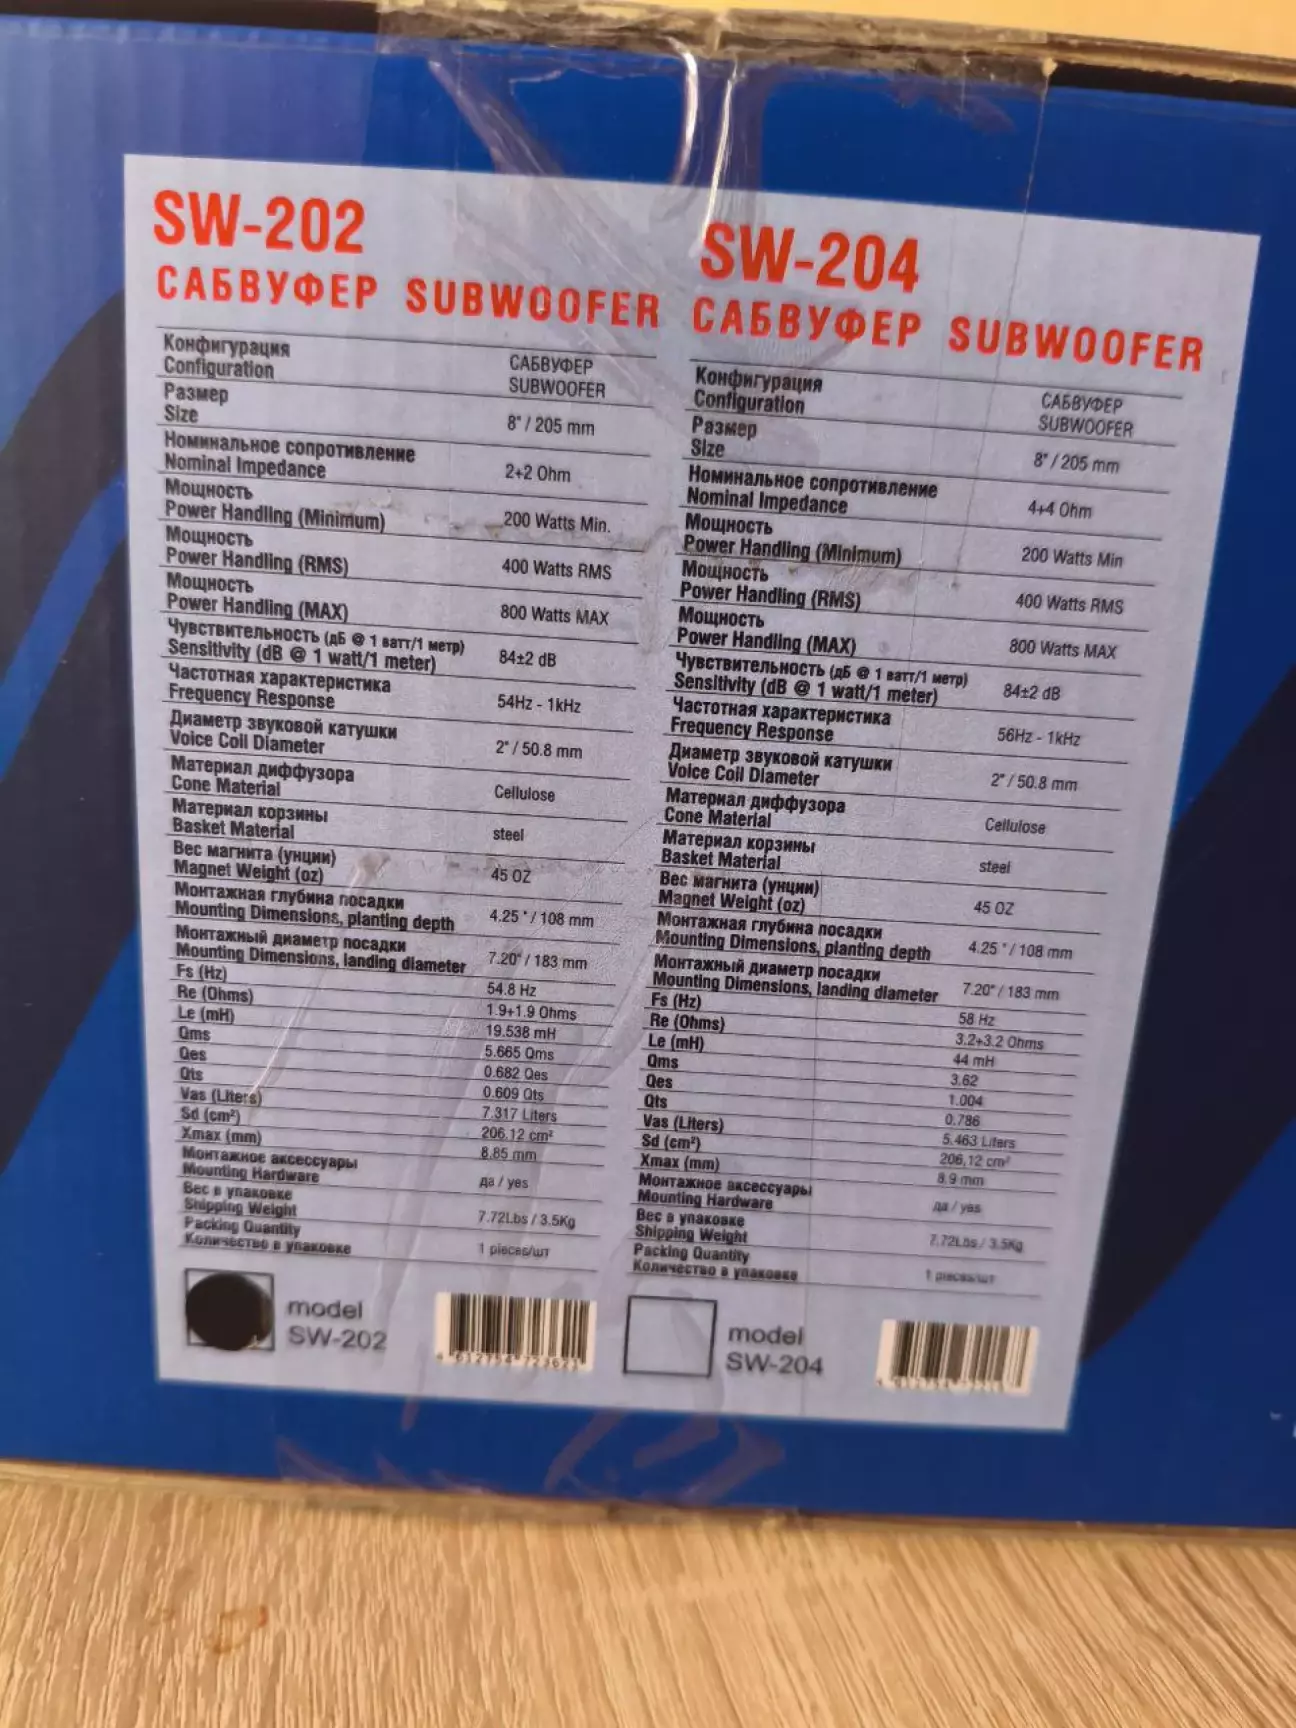 SW-202
САБВУФЕР SUBWOOFER
Конфигурация
Configuration
САБВУФЕР
SUBWOOFER
Размер
Size
8" / 205 mm
Номинальное сопротивление
Nominal Impedance
2+2 Ohm
Мощность
Power Handling (Minimum)
200 Watts Min.
Мощность
Power Handling (RMS)
400 Watts RMS
Мощность
Power Handling (MAX)
800 Watts MAX
Чувствительность (дБ @ 1 ватт/1 метр)
Sensitivity (dB @ 1 watt/1 meter)
84±2 dB
Частотная характеристика
Frequency Response
54Hz - 1kHz
Диаметр звуковой катушки
Voice Coil Diameter
2" / 50.8 mm
Материал диффузора
Cone Material
Cellulose
Материал корзины
Basket Material
steel
Вес магнита (унции)
Magnet Weight (oz)
45 OZ
Монтажная глубина посадки
Mounting Dimensions, planting depth
4.25 " / 108 mm
Монтажный диаметр посадки
Mounting Dimensions, landing diameter
7.20" / 183 mm
Fs (Hz)
54.8 Hz
Re (Ohms)
1.9+1.9 Ohms
Le (mH)
19.538 mH
Qms
5.665 Qms
Qes
0.682 Qes
Qts
0.609 Qts
Vas (Liters)
7.317 Liters
Sd (cm²)
206.12 cm²
Xmax (mm)
8.85 mm
Монтажное аксессуары
Mounting Hardware
да / yes
Вес в упаковке
Shipping Weight
7.72Lbs / 3.5Kg
Packing Quantity
Количество в упаковке
1 pieces/шт
model
SW-202
SW-204
САБВУФЕР SUBWOOFER
Конфигурация
Configuration
САБВУФЕР
SUBWOOFER
Размер
Size
8" / 205 mm
Номинальное сопротивление
Nominal Impedance
4+4 Ohm
Мощность
Power Handling (Minimum)
200 Watts Min
Мощность
Power Handling (RMS)
400 Watts RMS
Мощность
Power Handling (MAX)
800 Watts MAX
Чувствительность (дБ @ 1 ватт/1 метр)
Sensitivity (dB @ 1 watt/1 meter)
84±2 dB
Частотная характеристика
Frequency Response
56Hz - 1kHz
Диаметр звуковой катушки
Voice Coil Diameter
2" / 50.8 mm
Материал диффузора
Cone Material
Cellulose
Материал корзины
Basket Material
steel
Вес магнита (унции)
Magnet Weight (oz)
45 OZ
Монтажная глубина посадки
Mounting Dimensions, planting depth
4.25 " / 108 mm
Монтажный диаметр посадки
Mounting Dimensions, landing diameter
7.20" / 183 mm
Fs (Hz)
58 Hz
Re (Ohms)
3.2+3.2 Ohms
Le (mH)
44 mH
Qms
3.62
Qes
1.004
Qts
0.786
Vas (Liters)
5.463 Liters
Sd (cm²)
206,12 cm²
Xmax (mm)
8.9 mm
Монтажное аксессуары
Mounting Hardware
да / yes
Вес в упаковке
Shipping Weight
7.72Lbs / 3.5Kg
Packing Quantity
Количество в упаковке
1 pieces/шт
model
SW-204